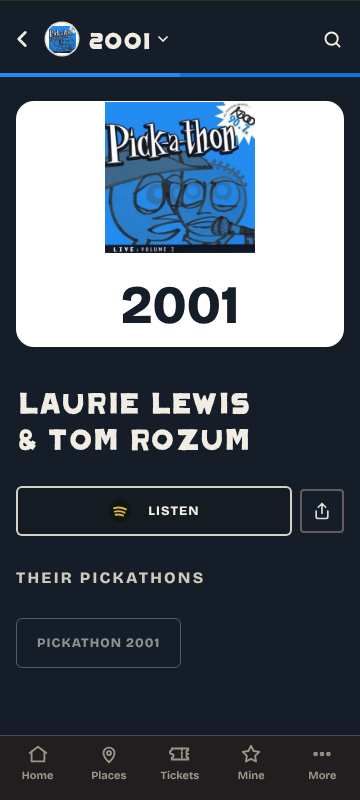 2001
Pick-a-thon
LIVE: VOLUME 2
2001
LAURIE LEWIS
& TOM ROZUM
LISTEN
THEIR PICKATHONS
PICKATHON 2001
Home
Places
Tickets
Mine
More